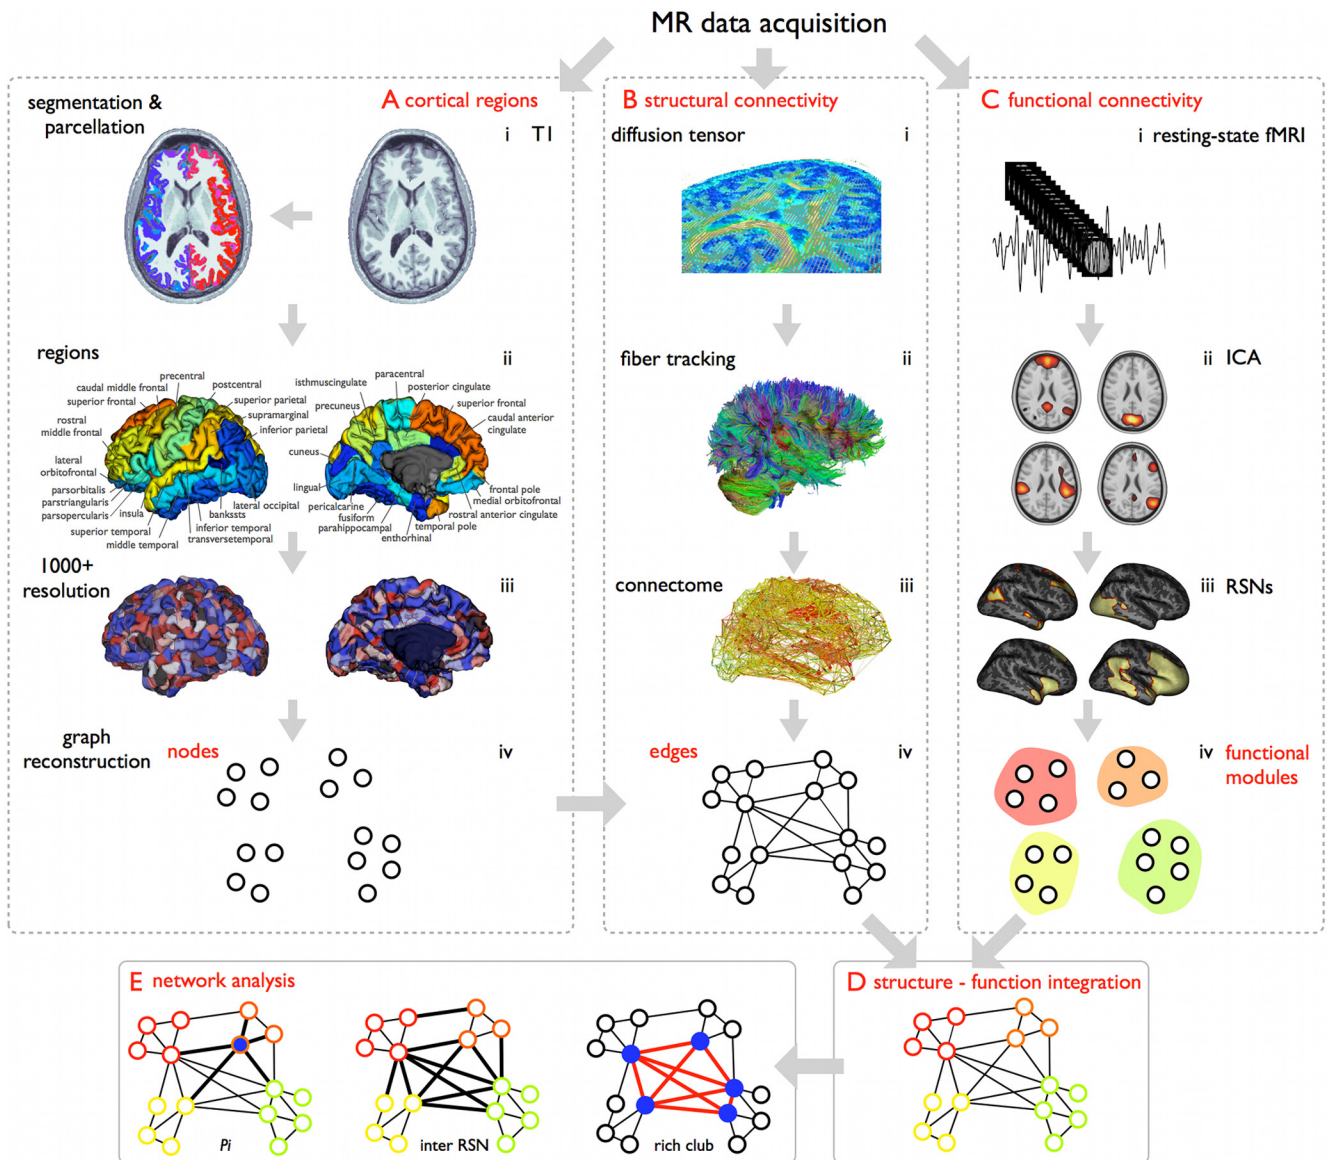 MR data acquisition
segmentation &
parcellation
A cortical regions
i T1
regions
ii
precentral
caudal middle frontal
superior frontal
rostral
middle frontal
lateral
orbitofrontal
parsorbitalis
parstriangularis
parsopercularis
insula
superior temporal
middle temporal
postcentral
superior parietal
supramarginal
inferior parietal
lateral occipital
bankssts
inferior temporal
transversetemporal
paracentral
isthmuscingulate
precuneus
cuneus
lingual
pericalcarine
fusiform
parahippocampal
enthorhinal
posterior cingulate
superior frontal
caudal anterior
cingulate
frontal pole
medial orbitofrontal
rostral anterior cingulate
temporal pole
1000+
resolution
iii
graph
reconstruction
nodes
iv
B structural connectivity
diffusion tensor
i
fiber tracking
ii
connectome
iii
edges
iv
C functional connectivity
i resting-state fMRI
ii ICA
iii RSNs
iv functional
modules
E network analysis
Pi
inter RSN
rich club
D structure - function integration